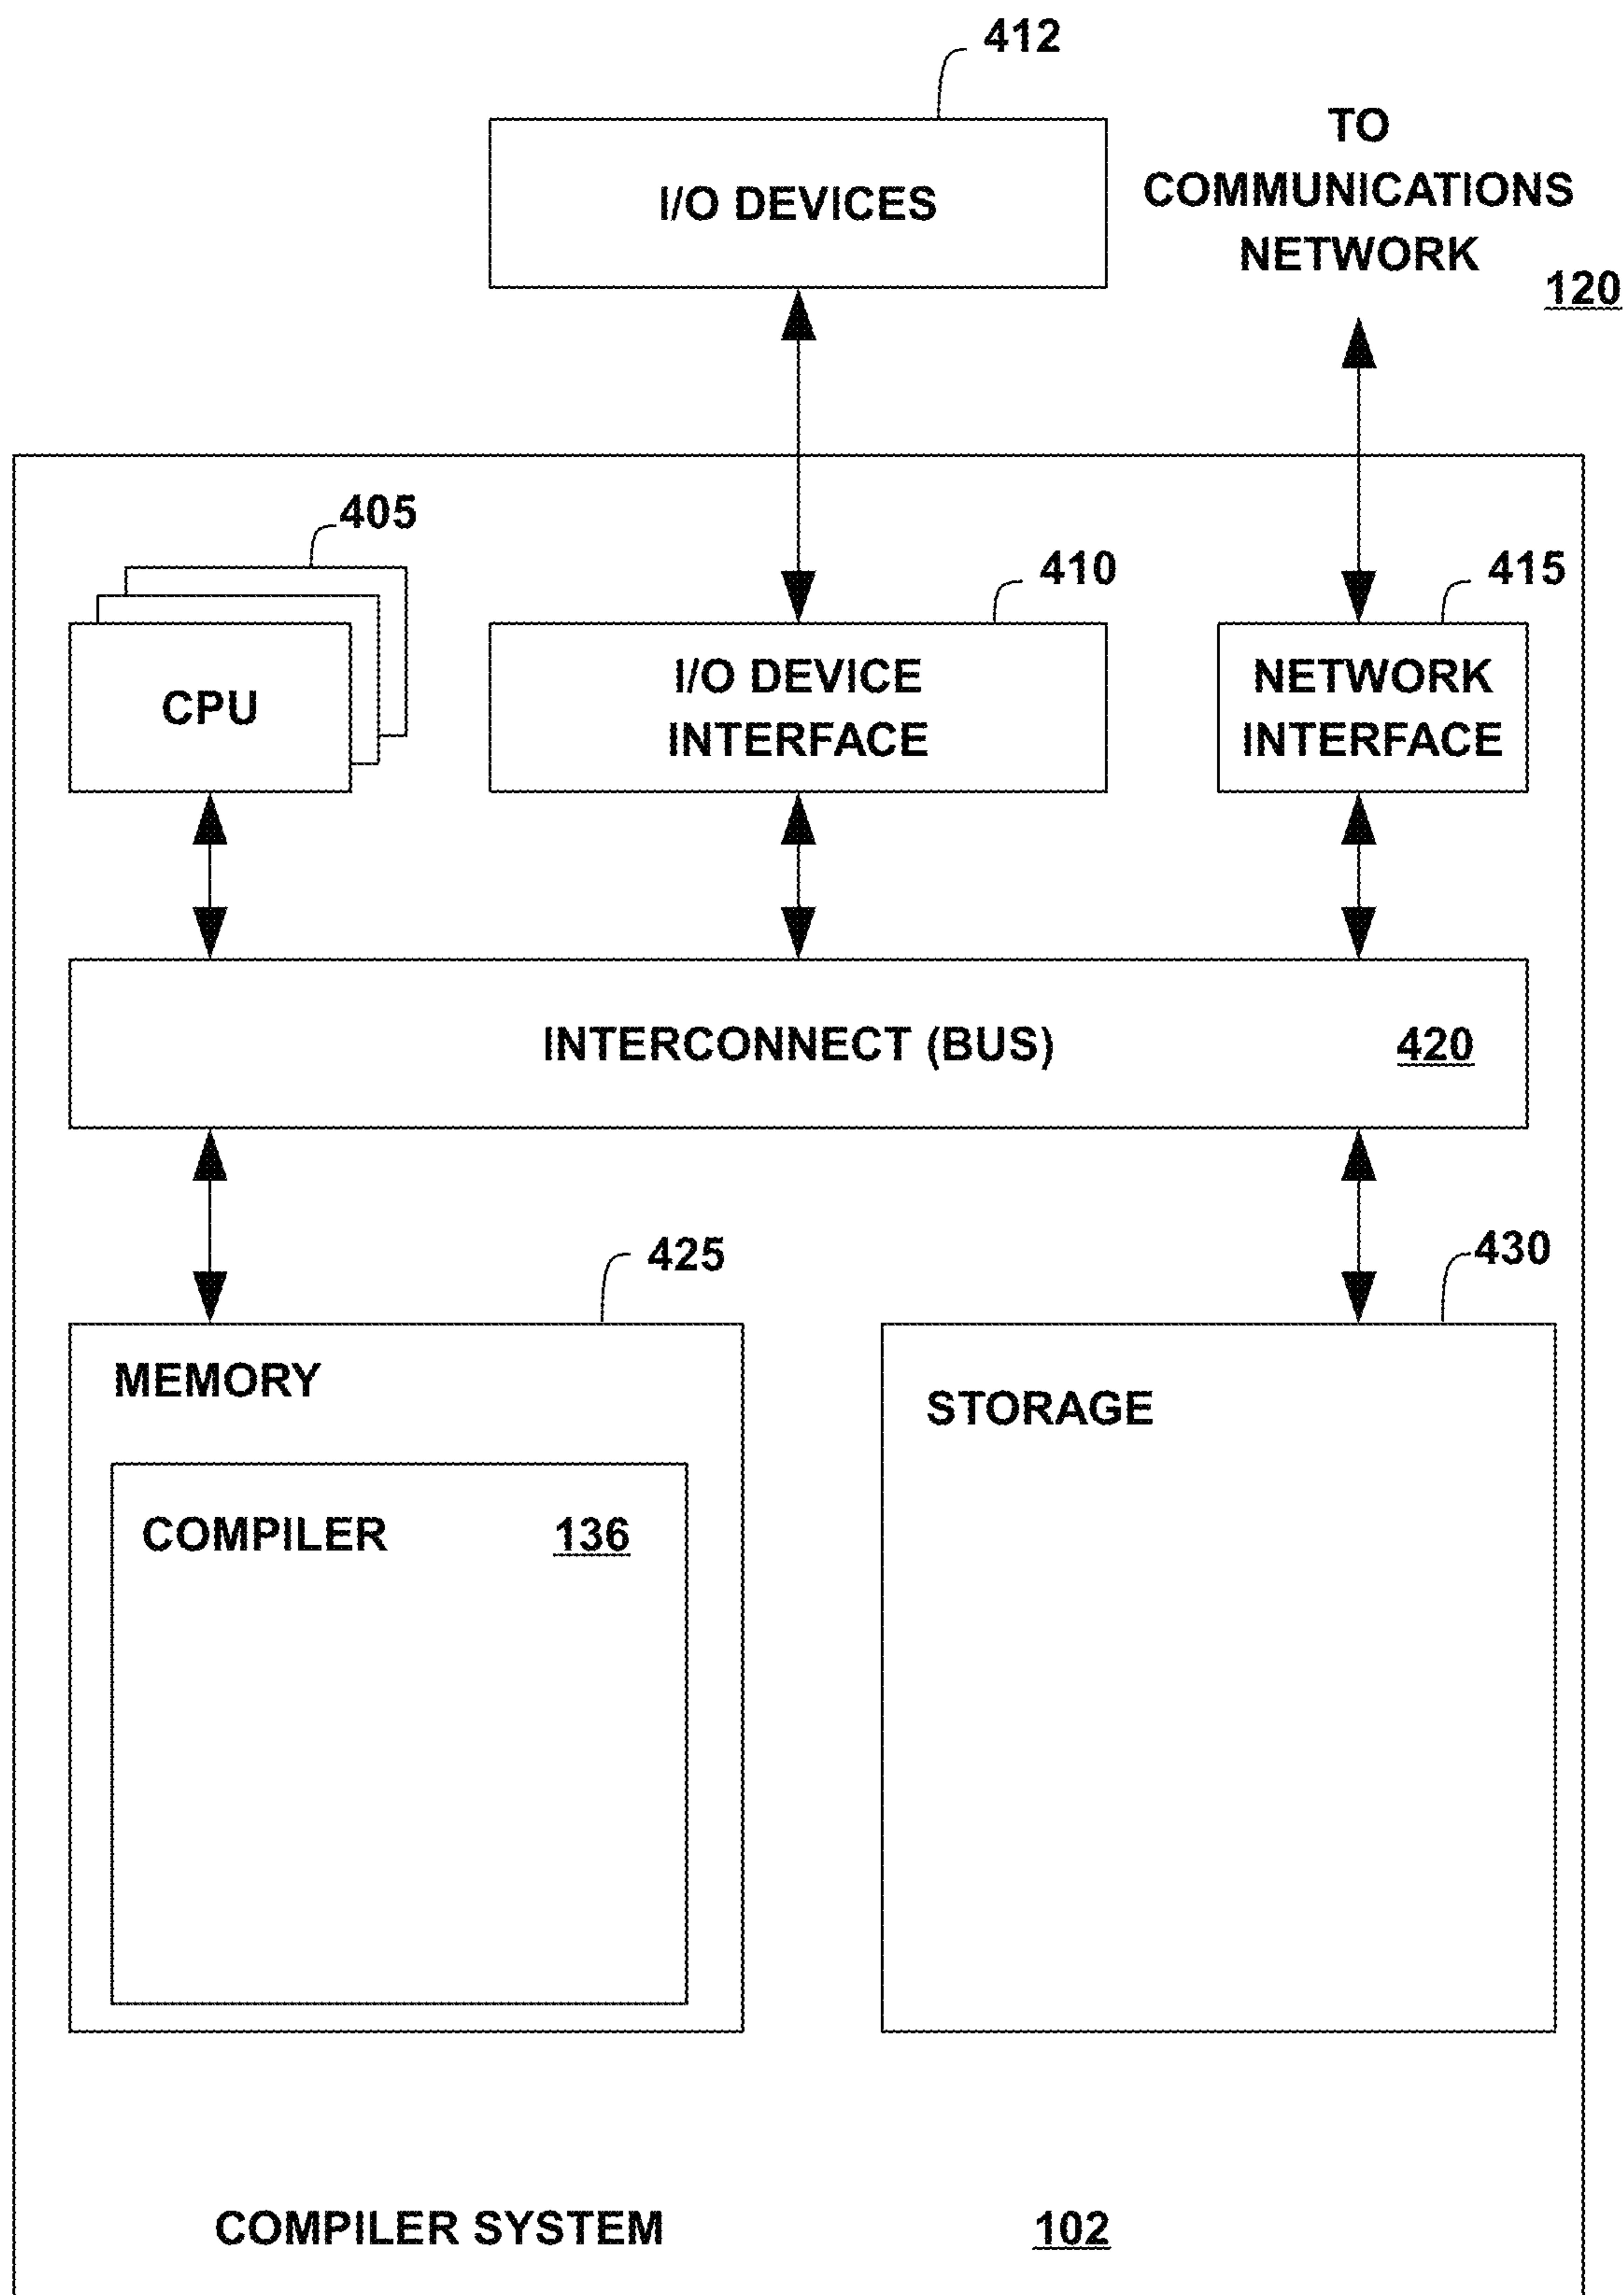 412
I/O DEVICES
TO
COMMUNICATIONS
NETWORK
120
405
CPU
410
I/O DEVICE
INTERFACE
415
NETWORK
INTERFACE
INTERCONNECT (BUS) 420
425
MEMORY
COMPILER 136
430
STORAGE
COMPILER SYSTEM 102